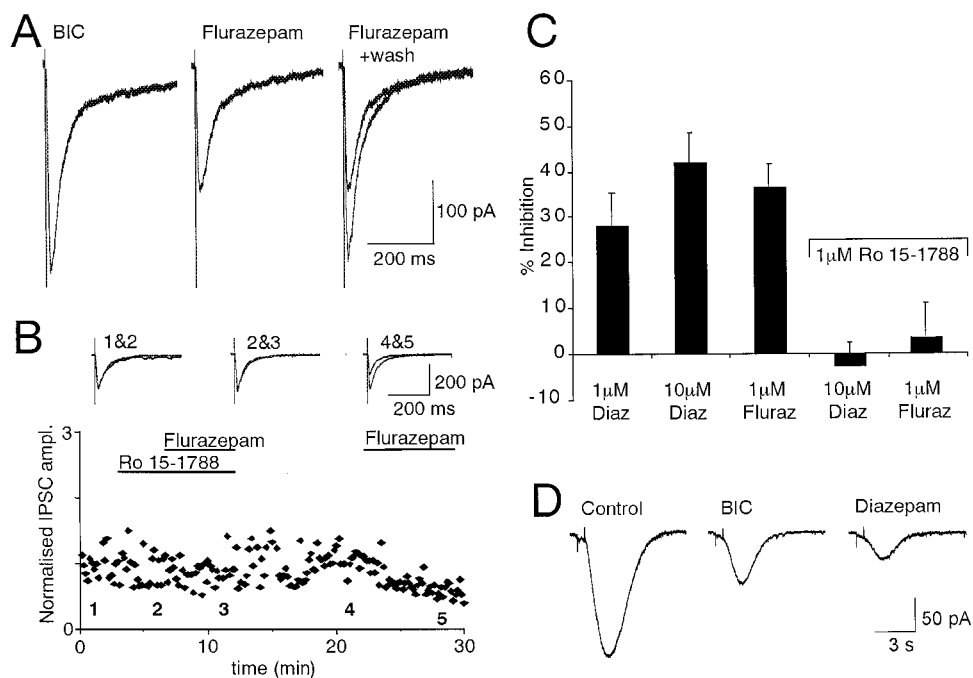 A
BIC
Flurazepam
Flurazepam
+wash
100 pA
200 ms
B
1&2
2&3
4&5
200 pA
200 ms
Normalised IPSC ampl.
3
0
Flurazepam
Ro 15-1788
Flurazepam
1
2
3
4
5
0
10
20
30
time (min)
C
% Inhibition
60
50
40
30
20
10
0
-10
1µM Ro 15-1788
1µM
Diaz
10µM
Diaz
1µM
Fluraz
10µM
Diaz
1µM
Fluraz
D
Control
BIC
Diazepam
50 pA
3 s